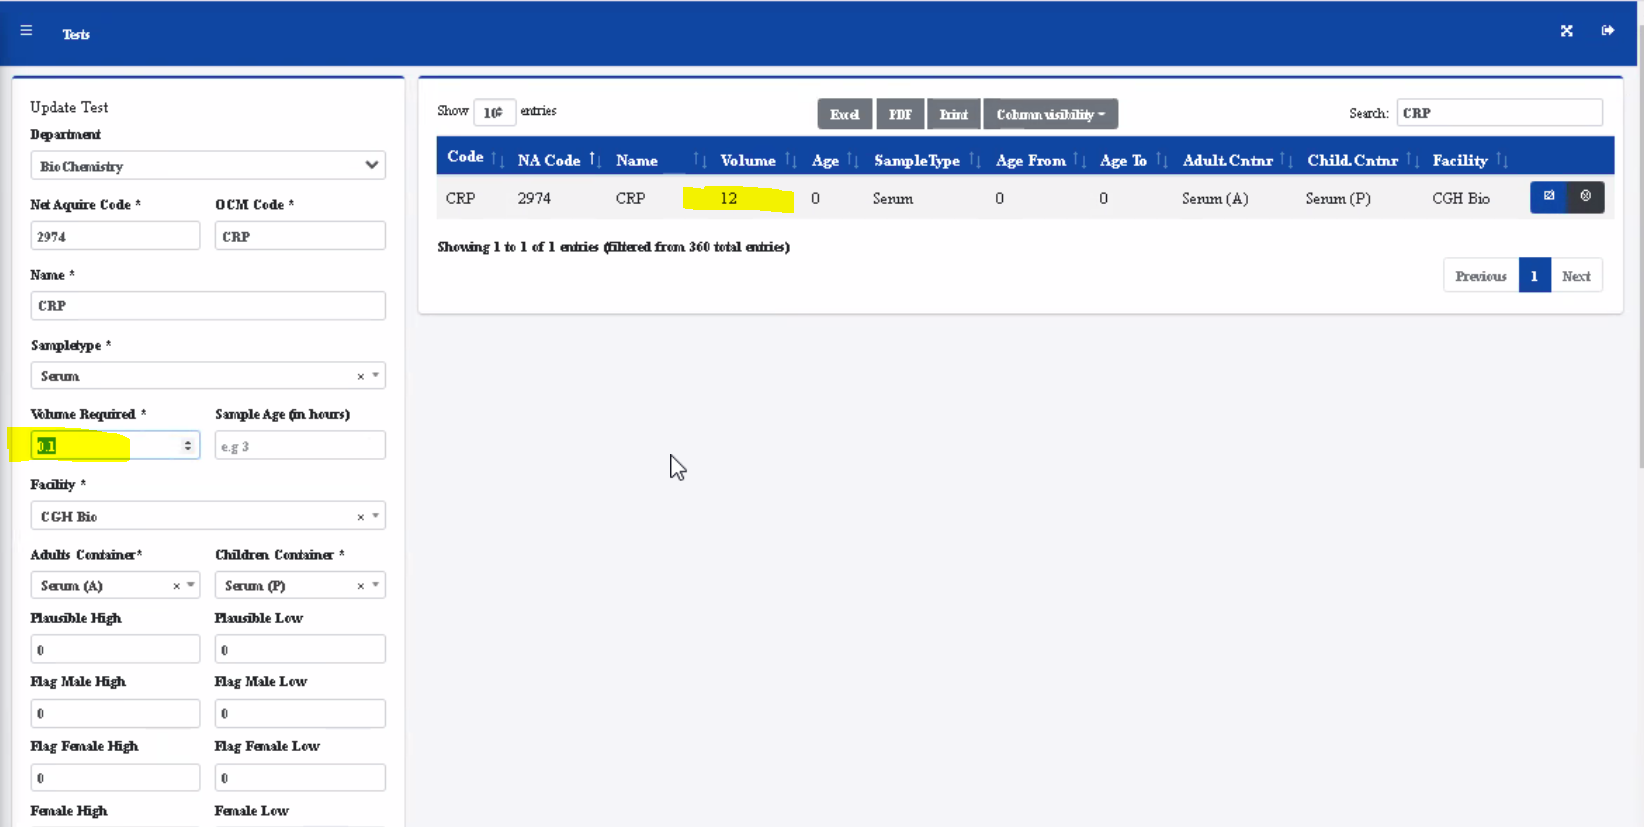 Tests
Update Test
Department
BioChemistry
Net Aquire Code * OCM Code *
2974 CRP
Name *
CRP
Sampletype *
Serum ×
Volume Required * Sample Age (in hours)
0.1 e.g 3
Facility *
CGH Bio ×
Adults Container* Children Container *
Serum (A) × Serum (P) ×
Plausible High Plausible Low
0 0
Flag Male High Flag Male Low
0 0
Flag Female High Flag Female Low
0 0
Female High Female Low
Show 10 entries Excel PDF Print Column visibility Search: CRP
Code NA Code Name Volume Age SampleType Age From Age To Adult.Cntnr Child.Cntnr Facility
CRP 2974 CRP 12 0 Serum 0 0 Serum (A) Serum (P) CGH Bio
Showing 1 to 1 of 1 entries (filtered from 360 total entries)
Previous 1 Next